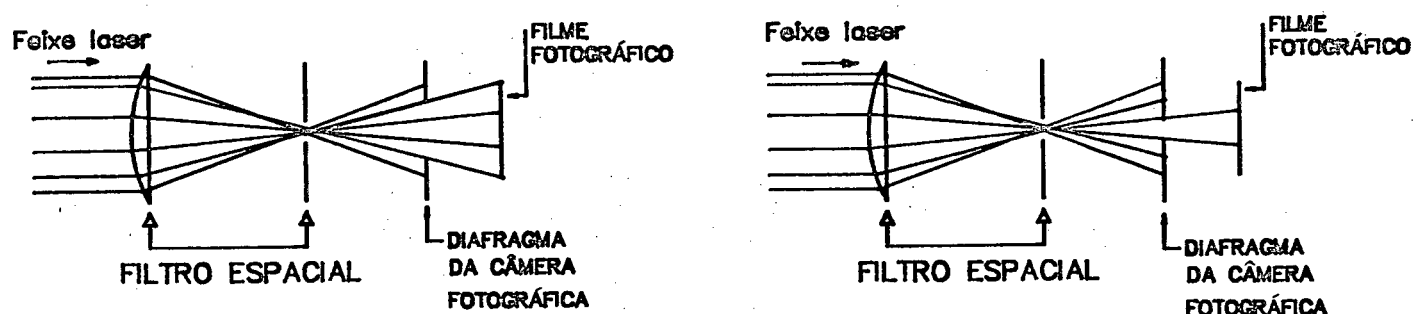 Feixe laser
FILME
FOTOGRÁFICO
FILTRO ESPACIAL
DIAFRAGMA
DA CÂMERA
FOTOGRÁFICA
Feixe laser
FILME
FOTOGRÁFICO
FILTRO ESPACIAL
DIAFRAGMA
DA CÂMERA
FOTOGRÁFICA